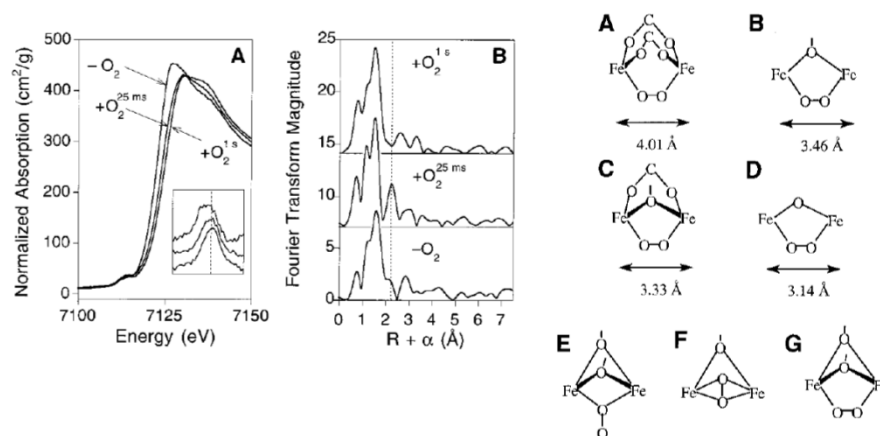 A
Normalized Absorption (cm²/g)
500
400
300
200
100
0
– O₂
+O₂ 25 ms
+O₂ 1 s
7100
7125
7150
Energy (eV)
B
Fourier Transform Magnitude
25
20
15
10
5
0
+O₂ 1 s
+O₂ 25 ms
–O₂
0 1 2 3 4 5 6 7
R + α (Å)
A
C
O C O
O O
Fe Fe
O–O
4.01 Å
B
O
Fe Fe
O–O
3.46 Å
C
C
O O
O
Fe Fe
O–O
3.33 Å
D
O
Fe Fe
O–O
3.14 Å
E
O
O
Fe Fe
O
O
F
O
O
Fe Fe
O
G
O
O
Fe F
O–O